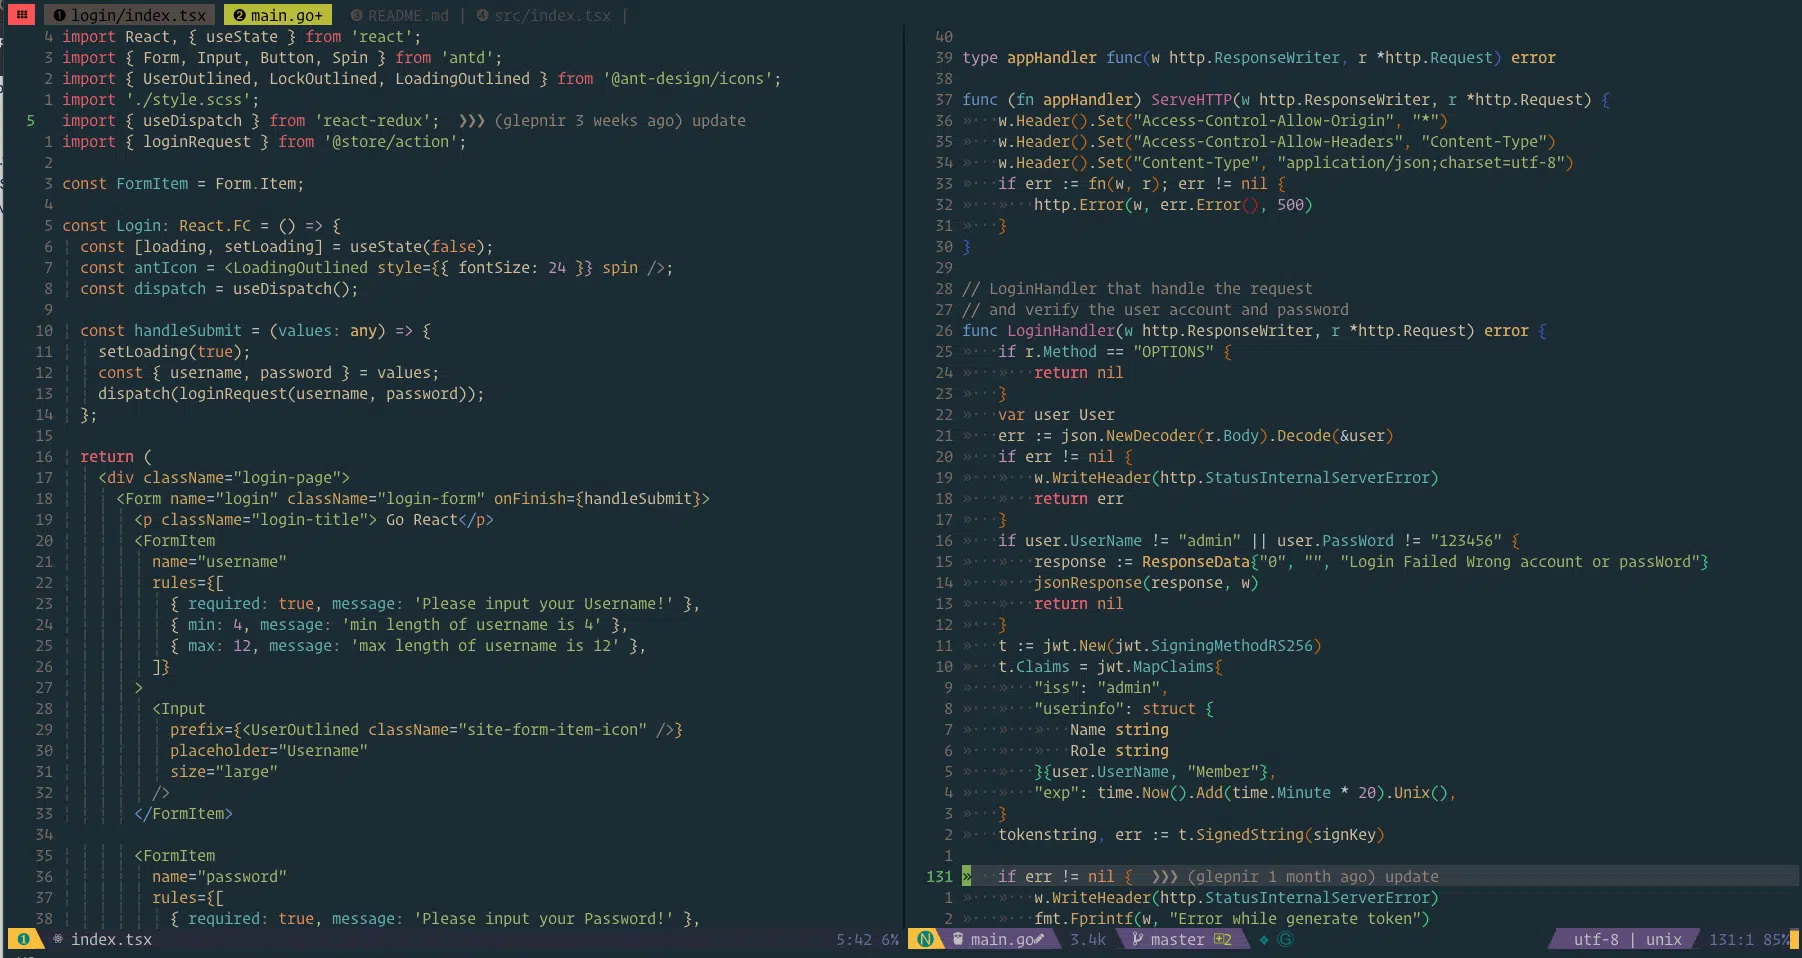 ❶ login/index.tsx ❷ main.go+ ❸ README.md | ❹ src/index.tsx |
4 import React, { useState } from 'react';
3 import { Form, Input, Button, Spin } from 'antd';
2 import { UserOutlined, LockOutlined, LoadingOutlined } from '@ant-design/icons';
1 import './style.scss';
5 import { useDispatch } from 'react-redux'; ❯❯❯ (glepnir 3 weeks ago) update
1 import { loginRequest } from '@store/action';
2
3 const FormItem = Form.Item;
4
5 const Login: React.FC = () => {
6 const [loading, setLoading] = useState(false);
7 const antIcon = <LoadingOutlined style={{ fontSize: 24 }} spin />;
8 const dispatch = useDispatch();
9
10 const handleSubmit = (values: any) => {
11 setLoading(true);
12 const { username, password } = values;
13 dispatch(loginRequest(username, password));
14 };
15
16 return (
17 <div className="login-page">
18 <Form name="login" className="login-form" onFinish={handleSubmit}>
19 <p className="login-title"> Go React</p>
20 <FormItem
21 name="username"
22 rules={[
23 { required: true, message: 'Please input your Username!' },
24 { min: 4, message: 'min length of username is 4' },
25 { max: 12, message: 'max length of username is 12' },
26 ]}
27 >
28 <Input
29 prefix={<UserOutlined className="site-form-item-icon" />}
30 placeholder="Username"
31 size="large"
32 />
33 </FormItem>
34
35 <FormItem
36 name="password"
37 rules={[
38 { required: true, message: 'Please input your Password!' },
❶ index.tsx 5:42 6%
40
39 type appHandler func(w http.ResponseWriter, r *http.Request) error
38
37 func (fn appHandler) ServeHTTP(w http.ResponseWriter, r *http.Request) {
36 w.Header().Set("Access-Control-Allow-Origin", "*")
35 w.Header().Set("Access-Control-Allow-Headers", "Content-Type")
34 w.Header().Set("Content-Type", "application/json;charset=utf-8")
33 if err := fn(w, r); err != nil {
32 http.Error(w, err.Error(), 500)
31 }
30 }
29
28 // LoginHandler that handle the request
27 // and verify the user account and password
26 func LoginHandler(w http.ResponseWriter, r *http.Request) error {
25 if r.Method == "OPTIONS" {
24 return nil
23 }
22 var user User
21 err := json.NewDecoder(r.Body).Decode(&user)
20 if err != nil {
19 w.WriteHeader(http.StatusInternalServerError)
18 return err
17 }
16 if user.UserName != "admin" || user.PassWord != "123456" {
15 response := ResponseData{"0", "", "Login Failed Wrong account or passWord"}
14 jsonResponse(response, w)
13 return nil
12 }
11 t := jwt.New(jwt.SigningMethodRS256)
10 t.Claims = jwt.MapClaims{
9 "iss": "admin",
8 "userinfo": struct {
7 Name string
6 Role string
5 }{user.UserName, "Member"},
4 "exp": time.Now().Add(time.Minute * 20).Unix(),
3 }
2 tokenstring, err := t.SignedString(signKey)
1
131 » if err != nil { ❯❯❯ (glepnir 1 month ago) update
1 w.WriteHeader(http.StatusInternalServerError)
2 fmt.Fprintf(w, "Error while generate token")
N main.go 3.4k master 2 G utf-8 | unix 131:1 85%